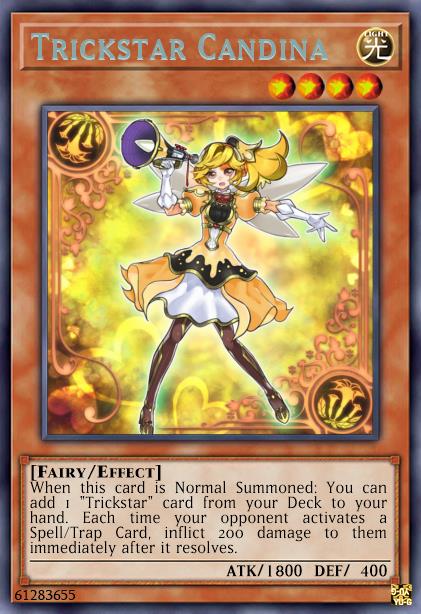 Trickstar Candina
LIGHT
光
[Fairy/Effect]
When this card is Normal Summoned: You can
add 1 "Trickstar" card from your Deck to your
hand. Each time your opponent activates a
Spell/Trap Card, inflict 200 damage to them
immediately after it resolves.
ATK/1800 DEF/ 400
61283655